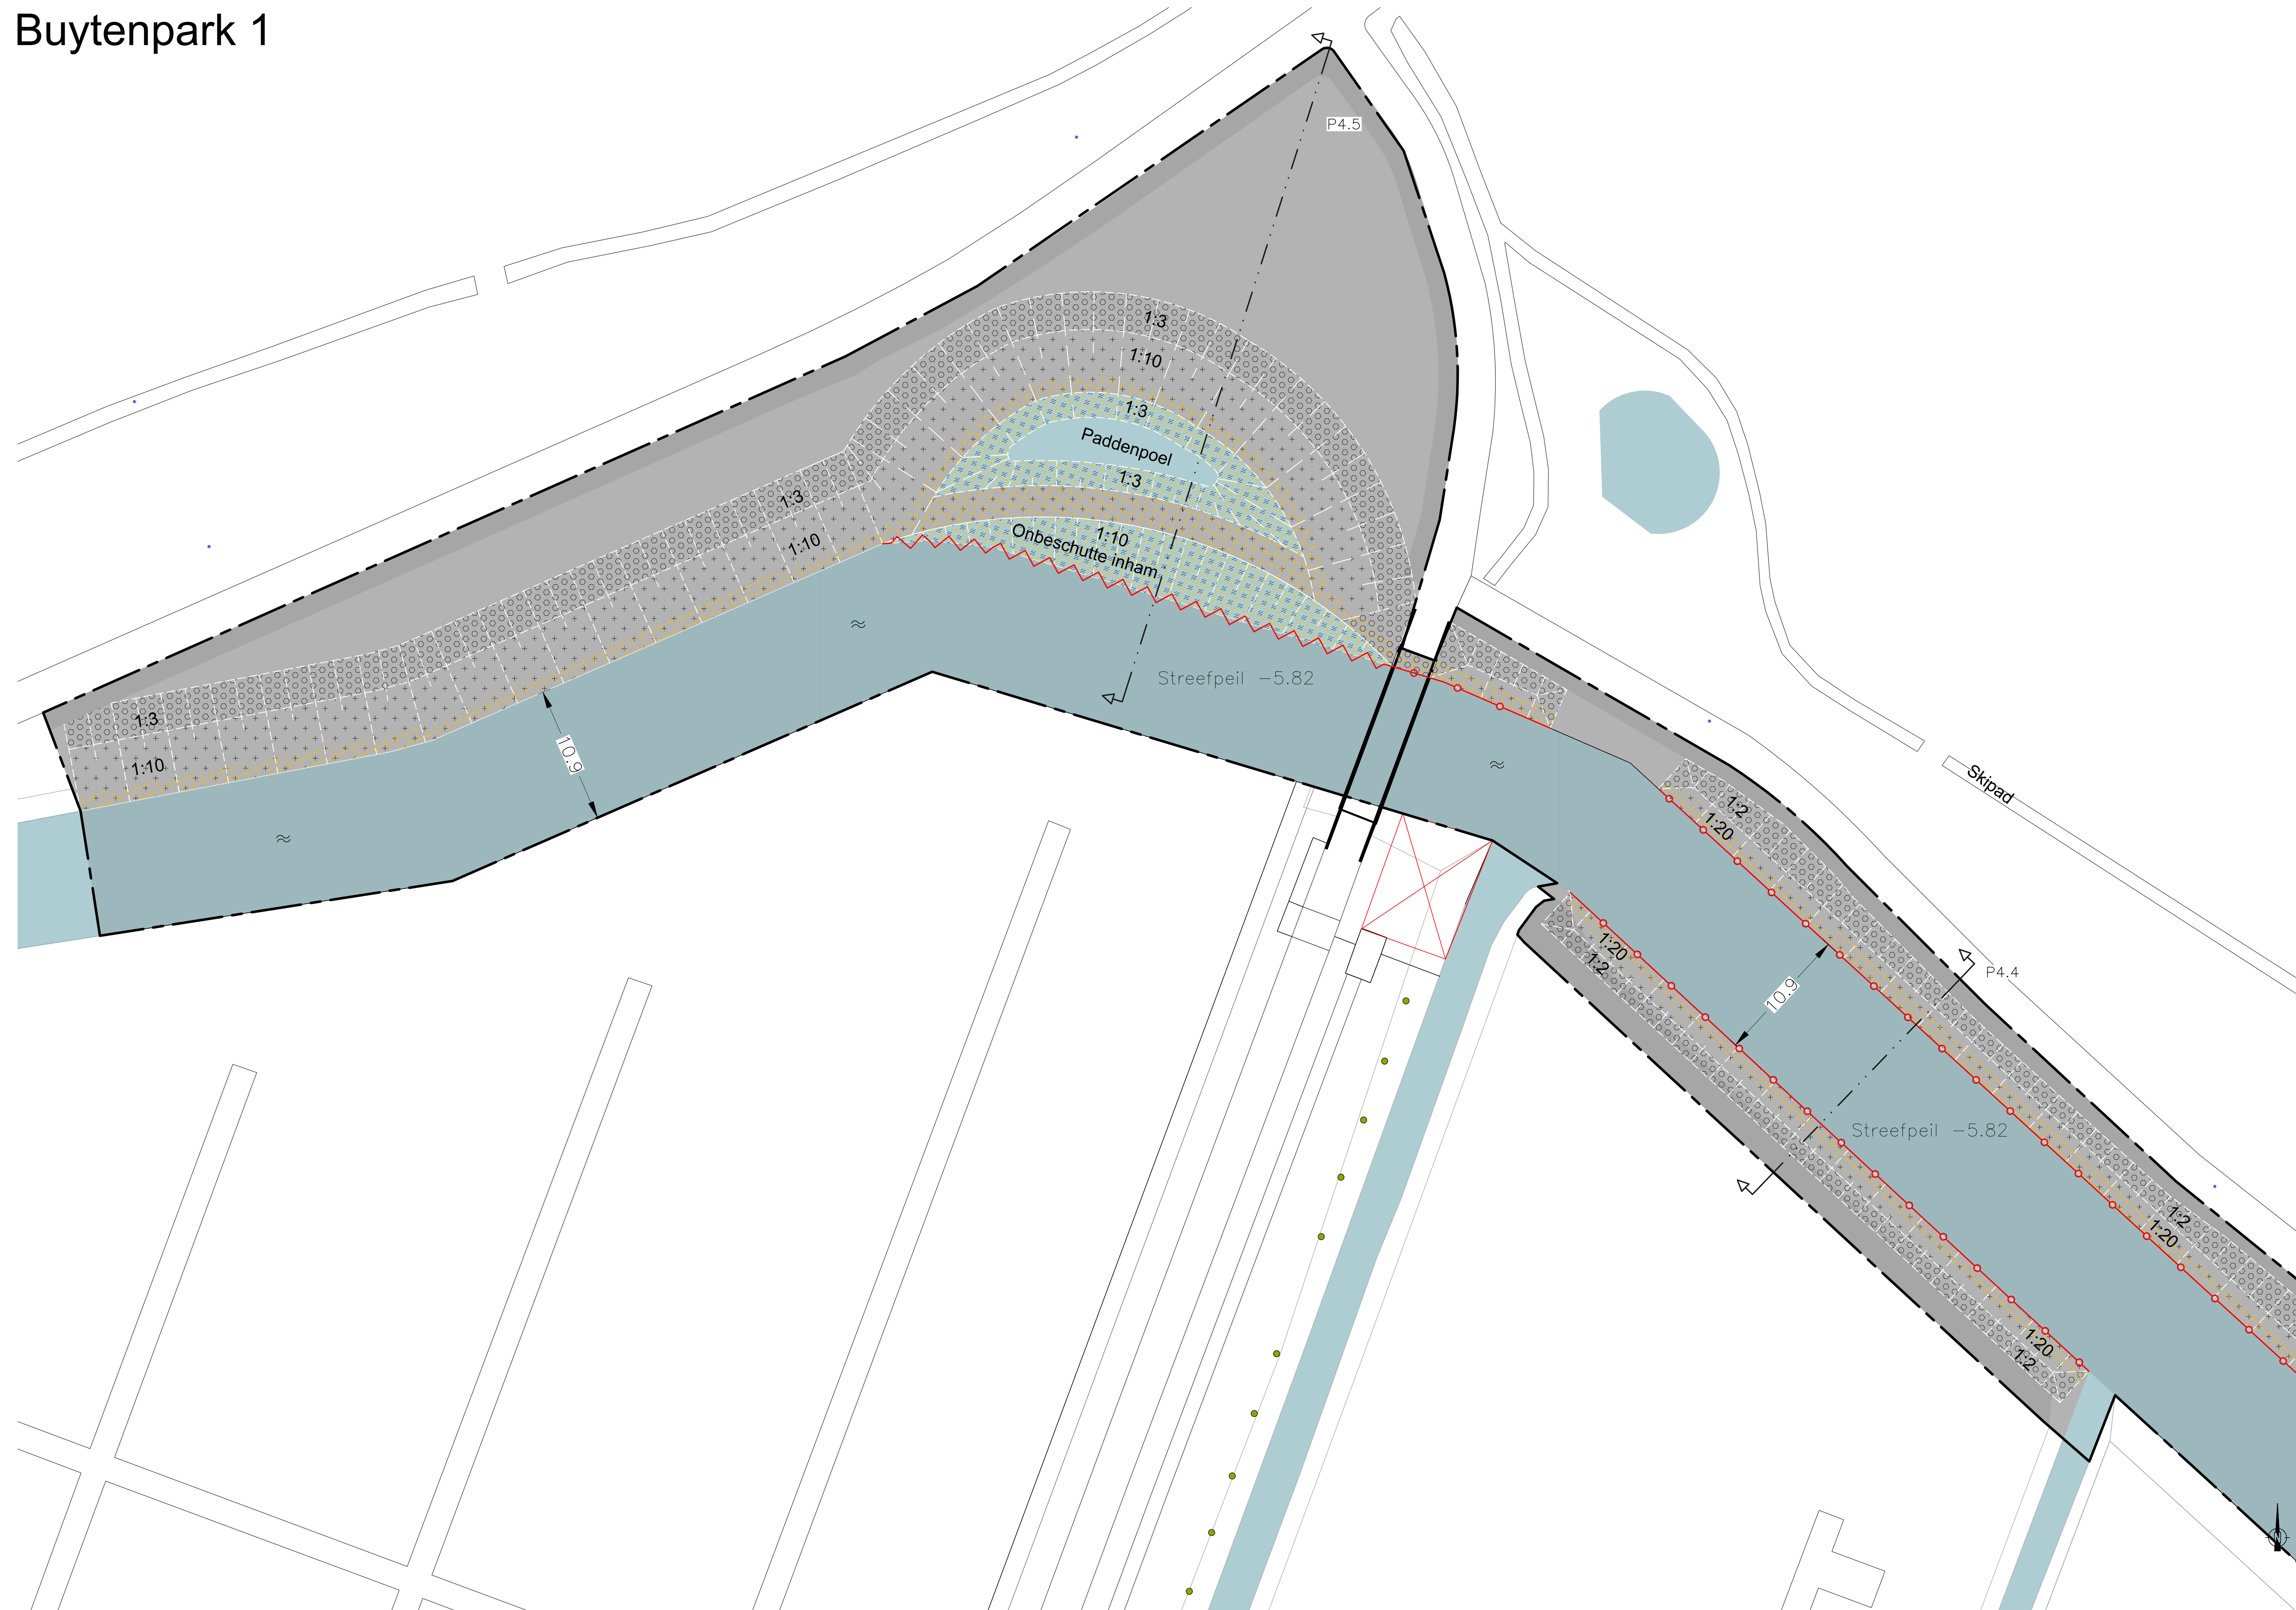 Buytenpark 1
P4.5
1:3
1:10
1:3
Paddenpoel
1:3
1:10
Onbeschutte inham
1:3
1:10
1:3
1:10
10.9
Streefpeil -5.82
Skipad
1:2
1:20
1:20
1:2
10.9
P4.4
Streefpeil -5.82
1:2
1:20
1:20
1:2
N